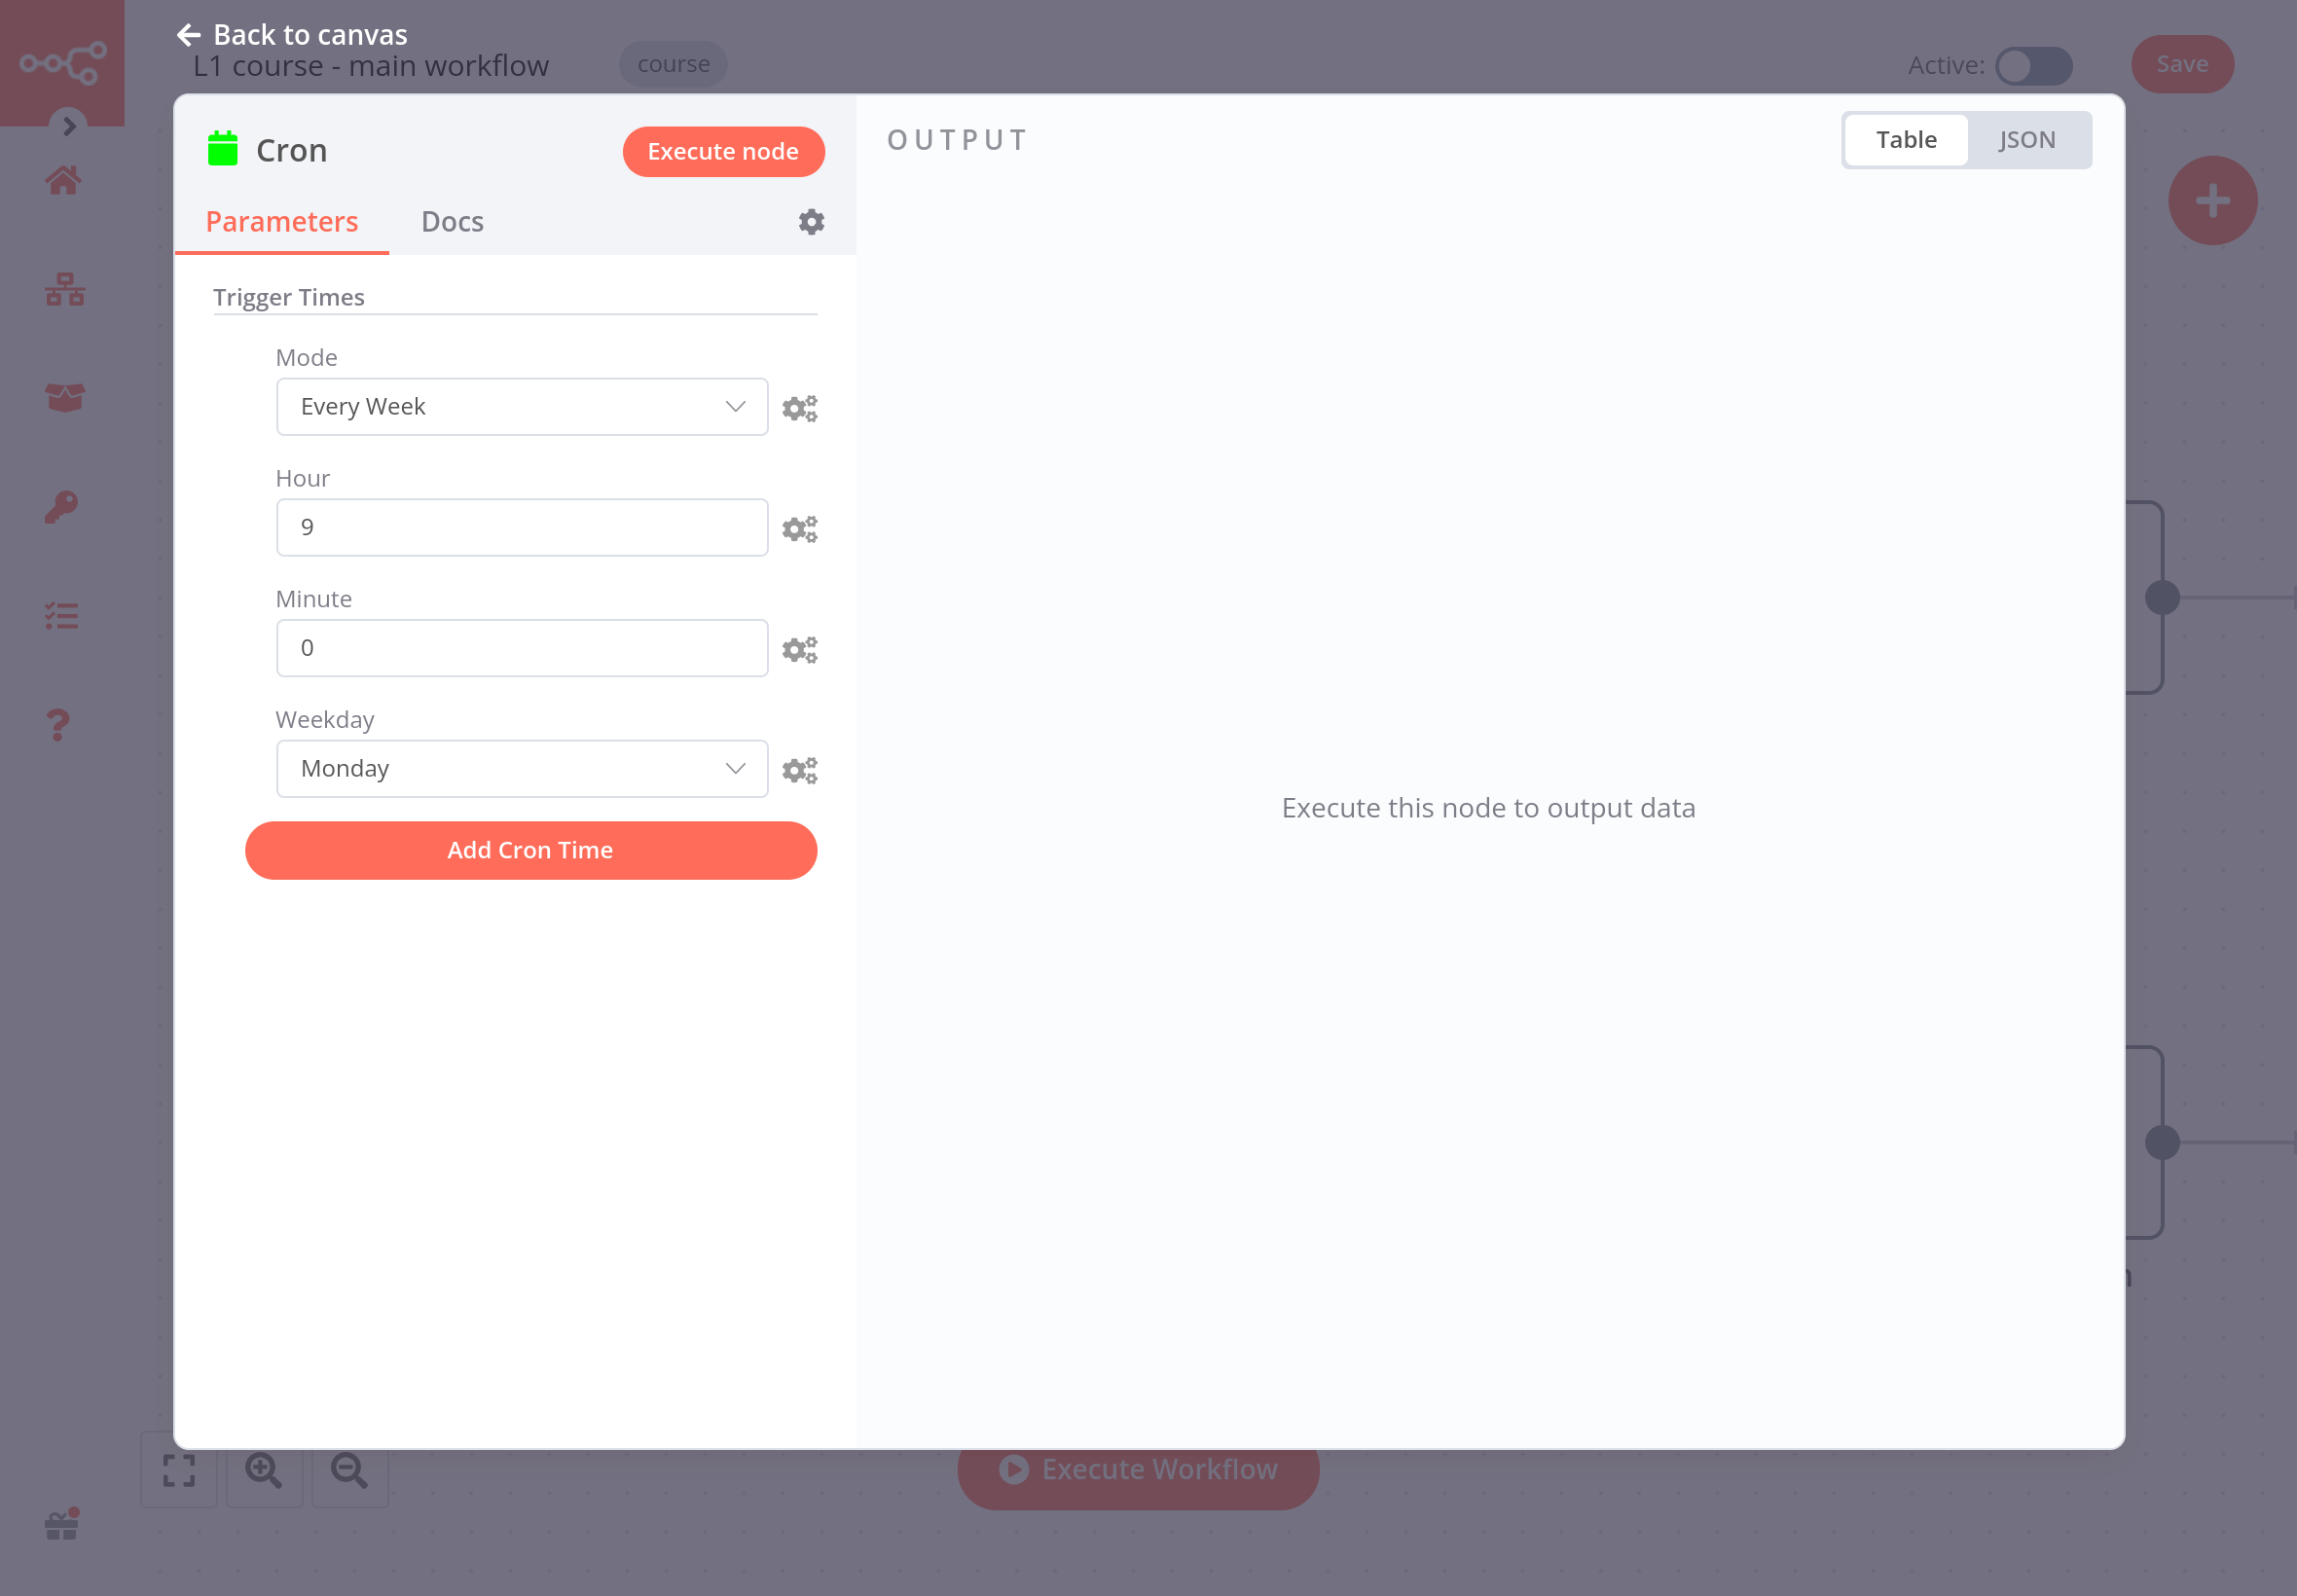 Back to canvas
L1 course - main workflow
course
Active:
Save
Cron
Execute node
Parameters
Docs
Trigger Times
Mode
Every Week
Hour
9
Minute
0
Weekday
Monday
Add Cron Time
OUTPUT
Table
JSON
Execute this node to output data
Execute Workflow